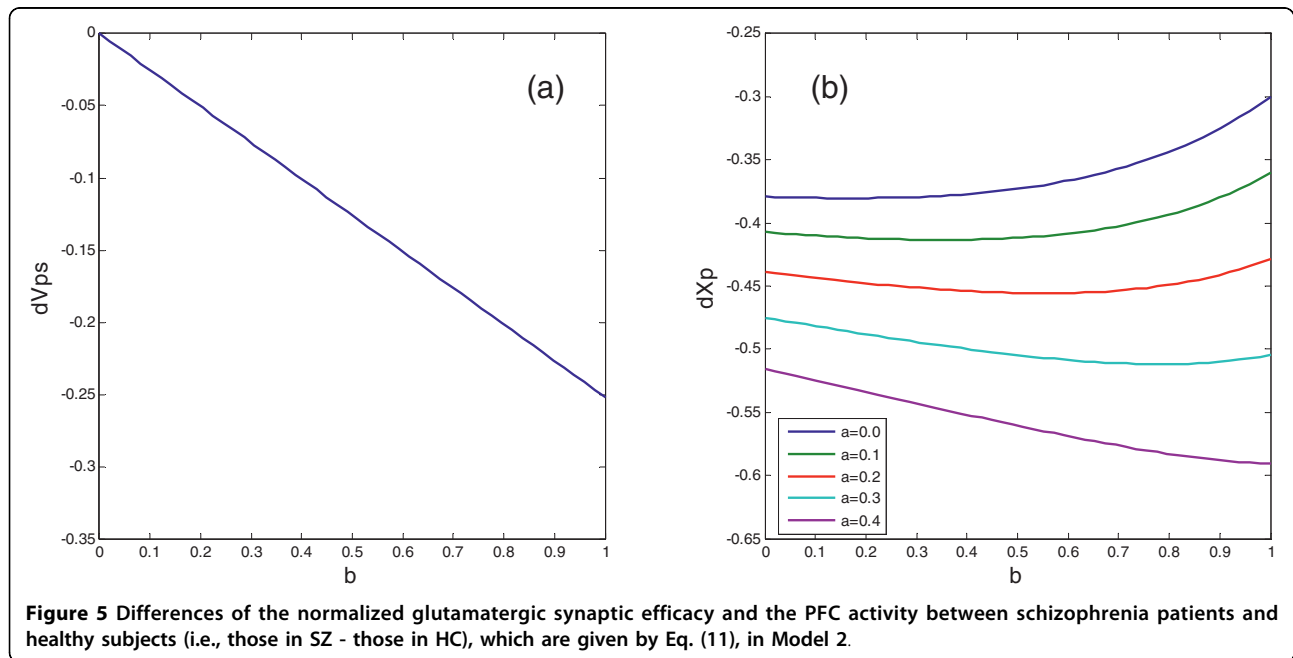 0
-0.05
-0.1
-0.15
-0.2
-0.25
-0.3
-0.35
dVps
0 0.1 0.2 0.3 0.4 0.5 0.6 0.7 0.8 0.9 1
b
(a)
-0.25
-0.3
-0.35
-0.4
-0.45
-0.5
-0.55
-0.6
-0.65
dXp
0 0.1 0.2 0.3 0.4 0.5 0.6 0.7 0.8 0.9 1
b
(b)
a=0.0
a=0.1
a=0.2
a=0.3
a=0.4
Figure 5 Differences of the normalized glutamatergic synaptic efficacy and the PFC activity between schizophrenia patients and
healthy subjects (i.e., those in SZ - those in HC), which are given by Eq. (11), in Model 2.